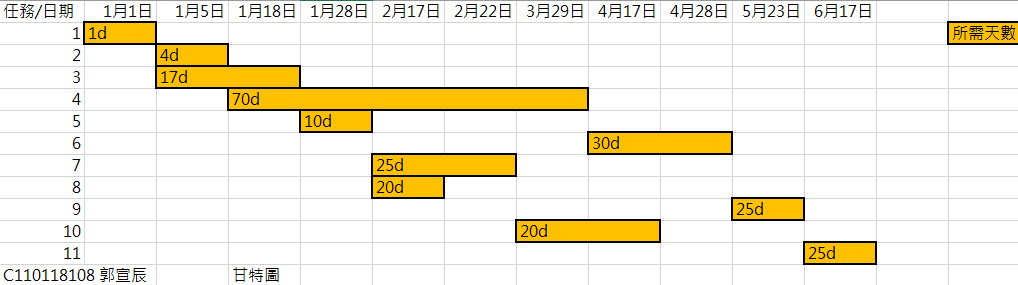 任務/日期 1月1日 1月5日 1月18日 1月28日 2月17日 2月22日 3月29日 4月17日 4月28日 5月23日 6月17日
1 1d 所需天數
2 4d
3 17d
4 70d
5 10d
6 30d
7 25d
8 20d
9 25d
10 20d
11 25d
C110118108 郭宣辰 甘特圖